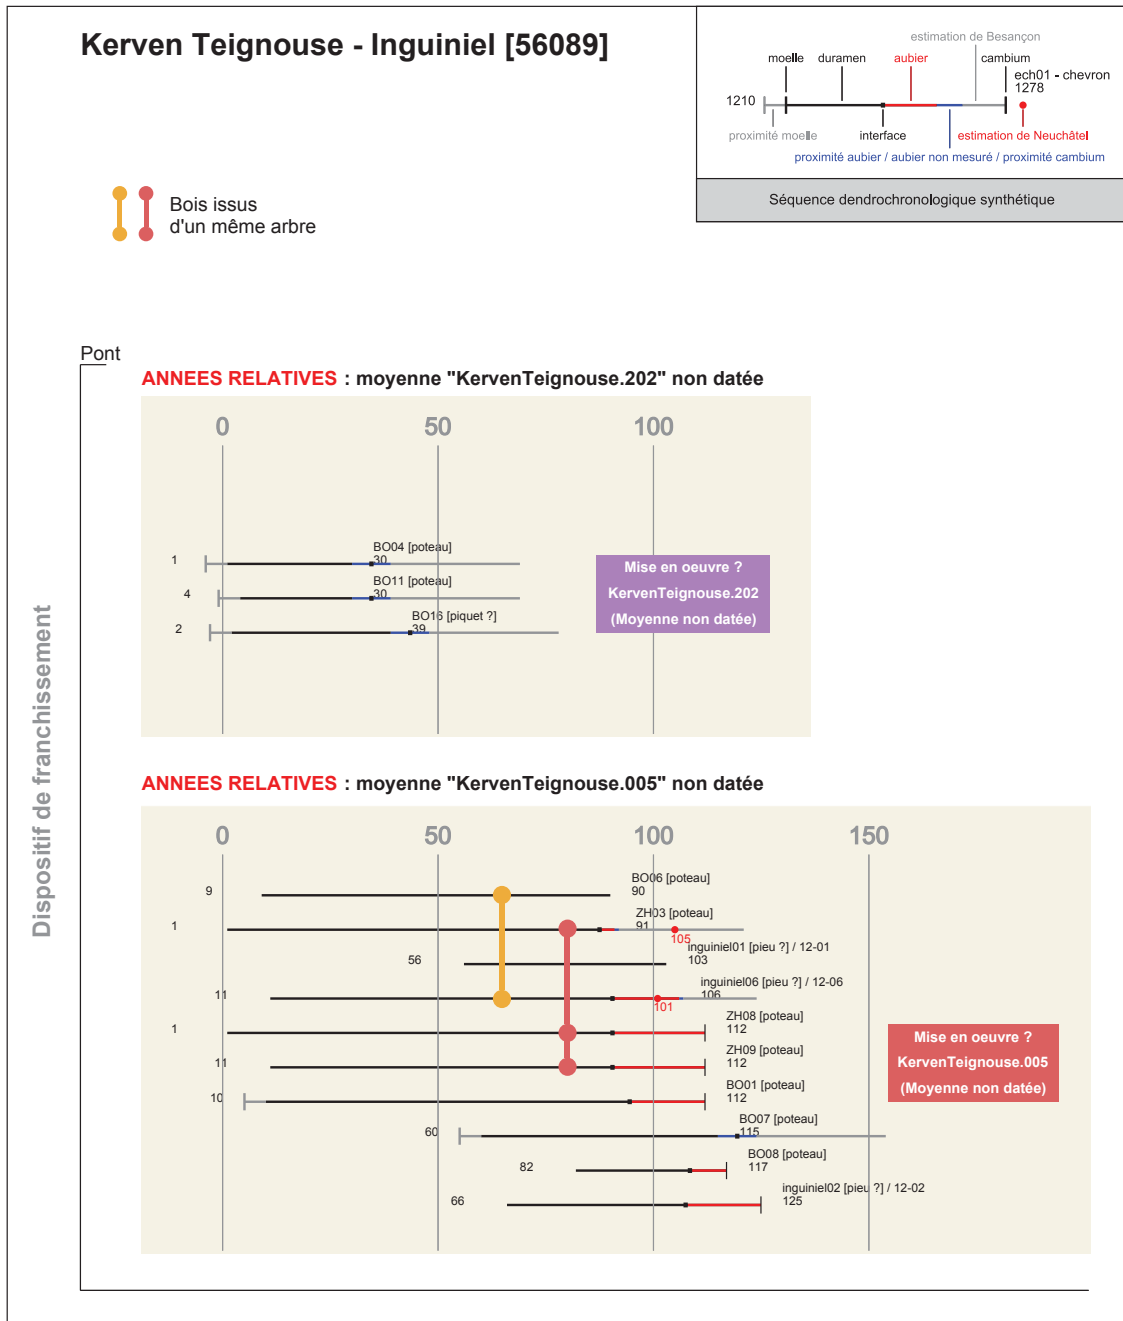 Kerven Teignouse - Inguiniel [56089]
estimation de Besançon
moelle duramen aubier cambium
ech01 - chevron
1278
1210
proximité moelle interface estimation de Neuchâtel
proximité aubier / aubier non mesuré / proximité cambium
Séquence dendrochronologique synthétique
Bois issus
d'un même arbre
Pont
Dispositif de franchissement
ANNEES RELATIVES : moyenne "KervenTeignouse.202" non datée
0 50 100
BO04 [poteau]
1 30
BO11 [poteau]
4 30
BO16 [piquet ?]
2 39
Mise en oeuvre ?
KervenTeignouse.202
(Moyenne non datée)
ANNEES RELATIVES : moyenne "KervenTeignouse.005" non datée
0 50 100 150
BO06 [poteau]
9 90
ZH03 [poteau]
1 91
105
inguiniel01 [pieu ?] / 12-01
56 103
inguiniel06 [pieu ?] / 12-06
11 106
101
ZH08 [poteau]
1 112
ZH09 [poteau]
11 112
BO01 [poteau]
10 112
BO07 [poteau]
60 115
BO08 [poteau]
82 117
inguiniel02 [pieu ?] / 12-02
66 125
Mise en oeuvre ?
KervenTeignouse.005
(Moyenne non datée)